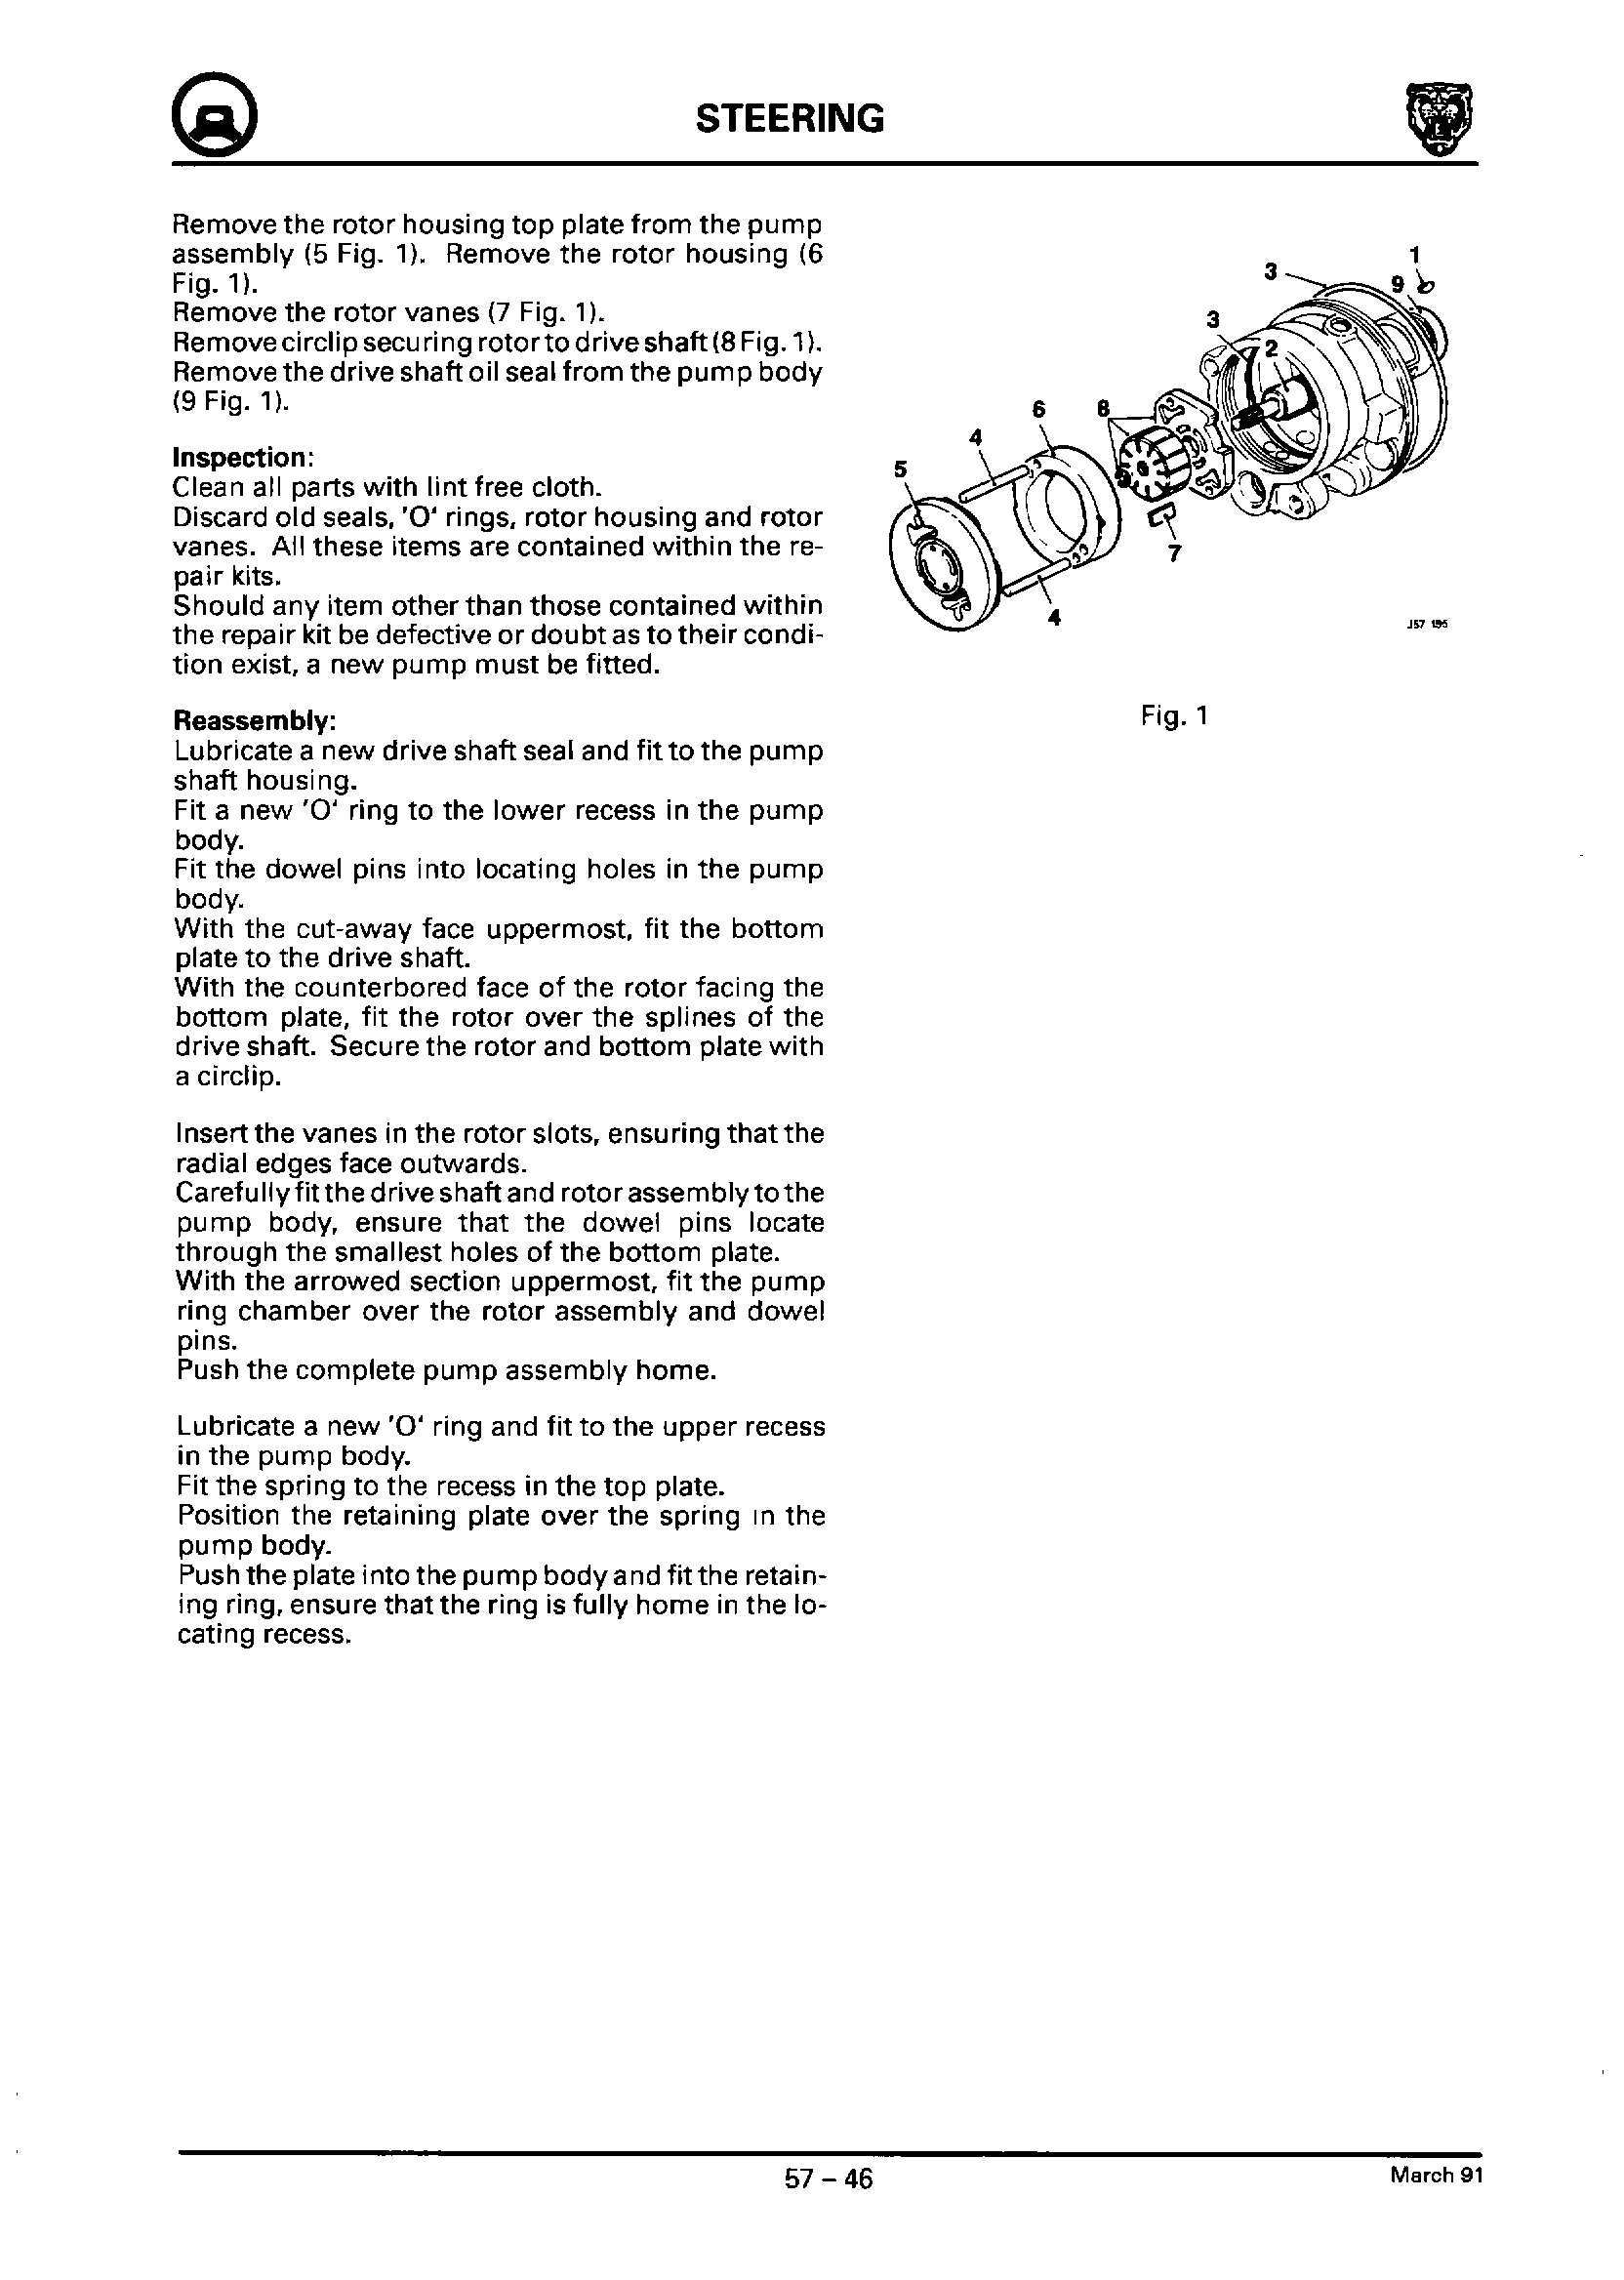 STEERING
Remove the rotor housing top plate from the pump
assembly (5 Fig. 1). Remove the rotor housing (6
Fig. 1).
Remove the rotor vanes (7 Fig. 1).
Remove circlip securing rotor to drive shaft (8 Fig. 1).
Remove the drive shaft oil seal from the pump body
(9 Fig. 1).
Inspection:
Clean all parts with lint free cloth.
Discard old seals, 'O' rings, rotor housing and rotor
vanes. All these items are contained within the re-
pair kits.
Should any item other than those contained within
the repair kit be defective or doubt as to their condi-
tion exist, a new pump must be fitted.
Reassembly:
Lubricate a new drive shaft seal and fit to the pump
shaft housing.
Fit a new 'O' ring to the lower recess in the pump
body.
Fit the dowel pins into locating holes in the pump
body.
With the cut-away face uppermost, fit the bottom
plate to the drive shaft.
With the counterbored face of the rotor facing the
bottom plate, fit the rotor over the splines of the
drive shaft. Secure the rotor and bottom plate with
a circlip.
Insert the vanes in the rotor slots, ensuring that the
radial edges face outwards.
Carefully fit the drive shaft and rotor assembly to the
pump body, ensure that the dowel pins locate
through the smallest holes of the bottom plate.
With the arrowed section uppermost, fit the pump
ring chamber over the rotor assembly and dowel
pins.
Push the complete pump assembly home.
Lubricate a new 'O' ring and fit to the upper recess
in the pump body.
Fit the spring to the recess in the top plate.
Position the retaining plate over the spring in the
pump body.
Push the plate into the pump body and fit the retain-
ing ring, ensure that the ring is fully home in the lo-
cating recess.
1
3
9
3
2
6
8
4
5
7
4
J57 195
Fig. 1
57 – 46
March 91